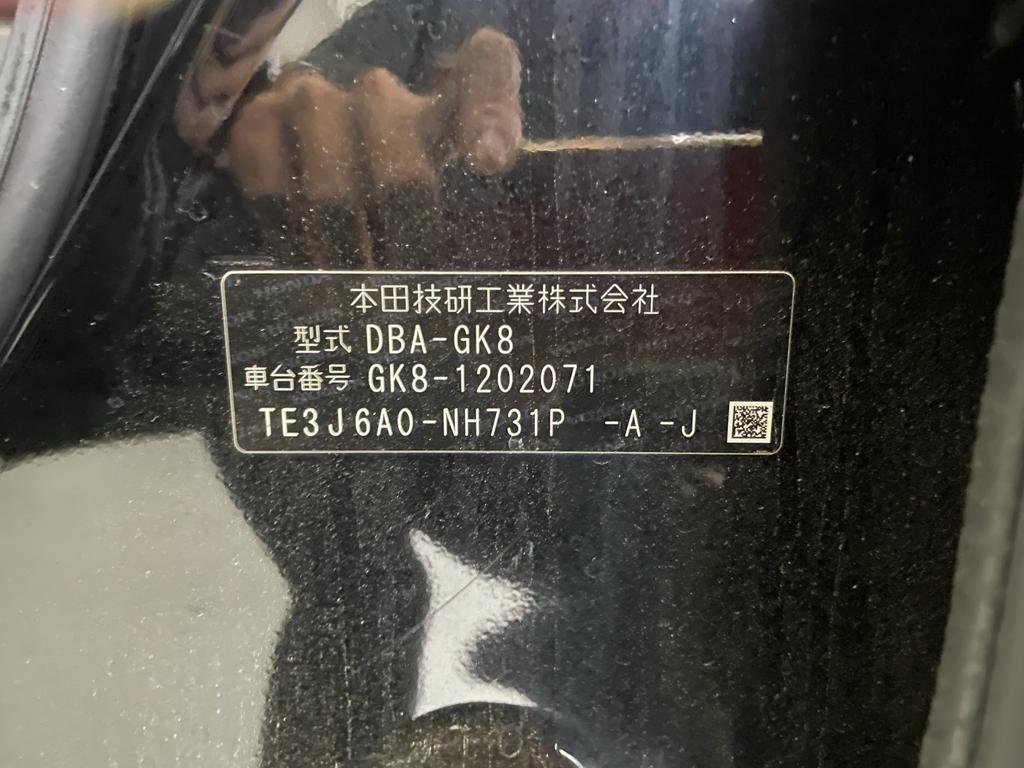 本田技研工業株式会社
型式 DBA-GK8
車台番号 GK8-1202071
TE3J6A0-NH731P -A -J